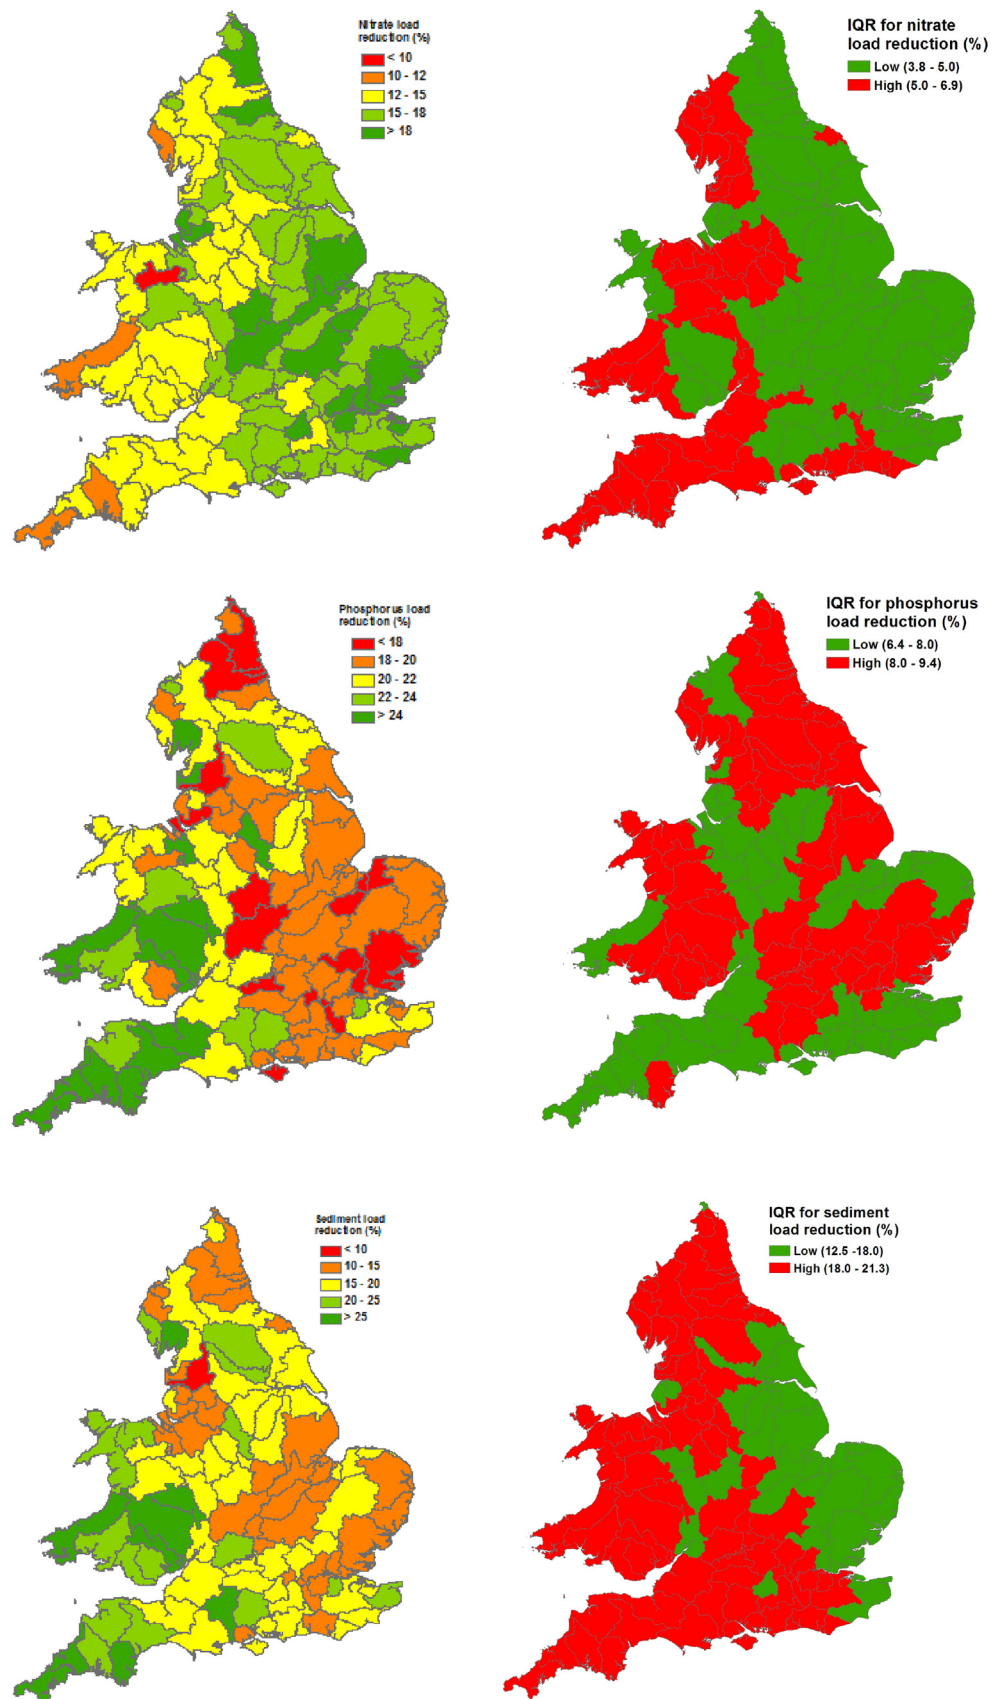 Nitrate load
reduction (%)
< 10
10 - 12
12 - 15
15 - 18
> 18
IQR for nitrate
load reduction (%)
Low (3.8 - 5.0)
High (5.0 - 6.9)
Phosphorus load
reduction (%)
< 18
18 - 20
20 - 22
22 - 24
> 24
IQR for phosphorus
load reduction (%)
Low (6.4 - 8.0)
High (8.0 - 9.4)
Sediment load
reduction (%)
< 10
10 - 15
15 - 20
20 - 25
> 25
IQR for sediment
load reduction (%)
Low (12.5 -18.0)
High (18.0 - 21.3)